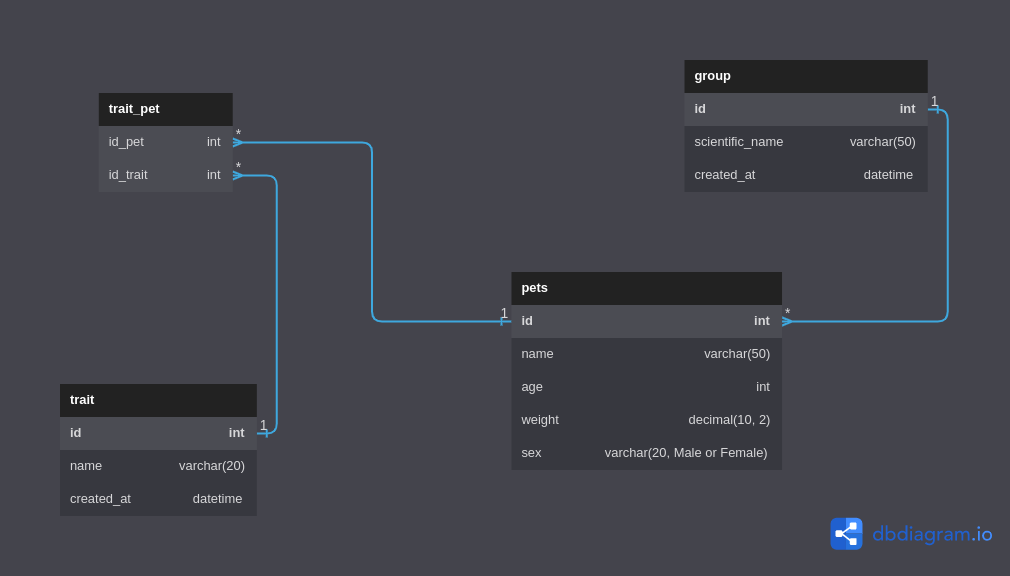 trait_pet
id_pet int
id_trait int
*
*
group
id int
scientific_name varchar(50)
created_at datetime
1
pets
id int
name varchar(50)
age int
weight decimal(10, 2)
sex varchar(20, Male or Female)
1
*
trait
id int
name varchar(20)
created_at datetime
1
dbdiagram.io